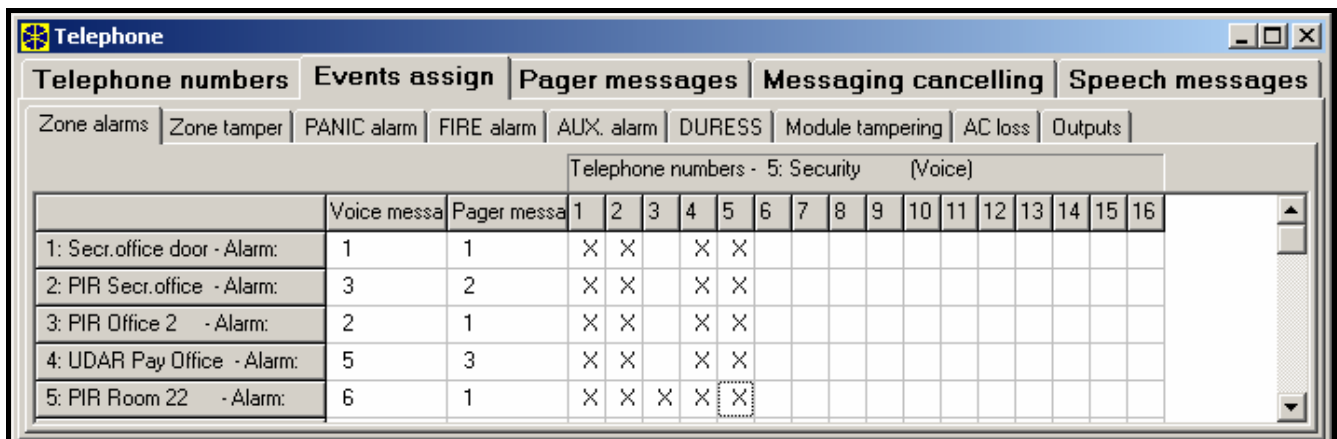 Telephone
Telephone numbers Events assign Pager messages Messaging cancelling Speech messages
Zone alarms Zone tamper PANIC alarm FIRE alarm AUX. alarm DURESS Module tampering AC loss Outputs
Telephone numbers - 5: Security (Voice)
Voice messa Pager messa 1 2 3 4 5 6 7 8 9 10 11 12 13 14 15 16
1: Secr.office door - Alarm: 1 1 X X X X
2: PIR Secr.office - Alarm: 3 2 X X X X
3: PIR Office 2 - Alarm: 2 1 X X X X
4: UDAR Pay Office - Alarm: 5 3 X X X X
5: PIR Room 22 - Alarm: 6 1 X X X X X